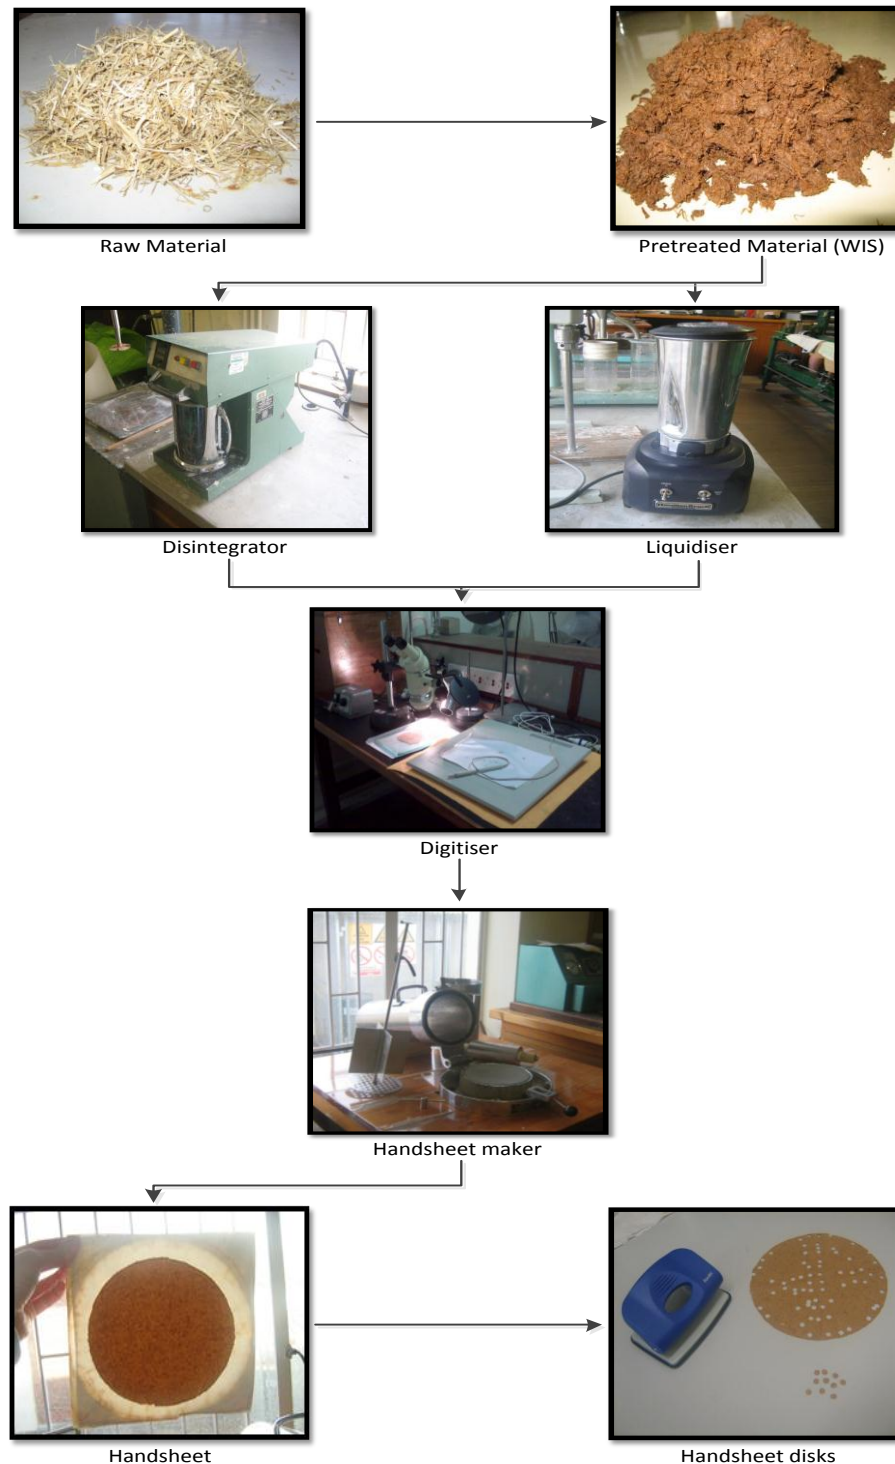 Raw Material
Pretreated Material (WIS)
Disintegrator
Liquidiser
Digitiser
Handsheet maker
Handsheet
Handsheet disks